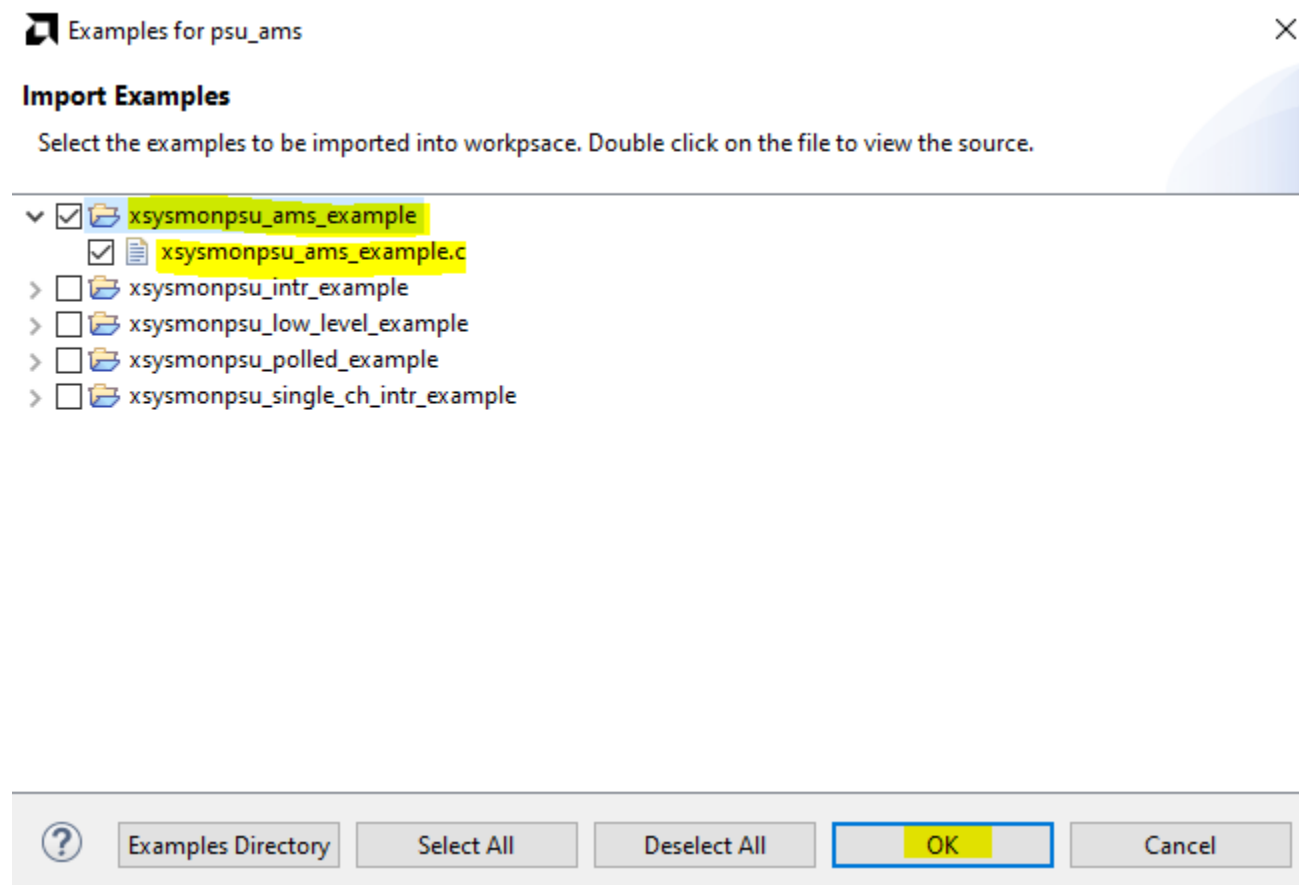 Examples for psu_ams
Import Examples
Select the examples to be imported into workpsace. Double click on the file to view the source.
xsysmonpsu_ams_example
xsysmonpsu_ams_example.c
xsysmonpsu_intr_example
xsysmonpsu_low_level_example
xsysmonpsu_polled_example
xsysmonpsu_single_ch_intr_example
? Examples Directory Select All Deselect All OK Cancel